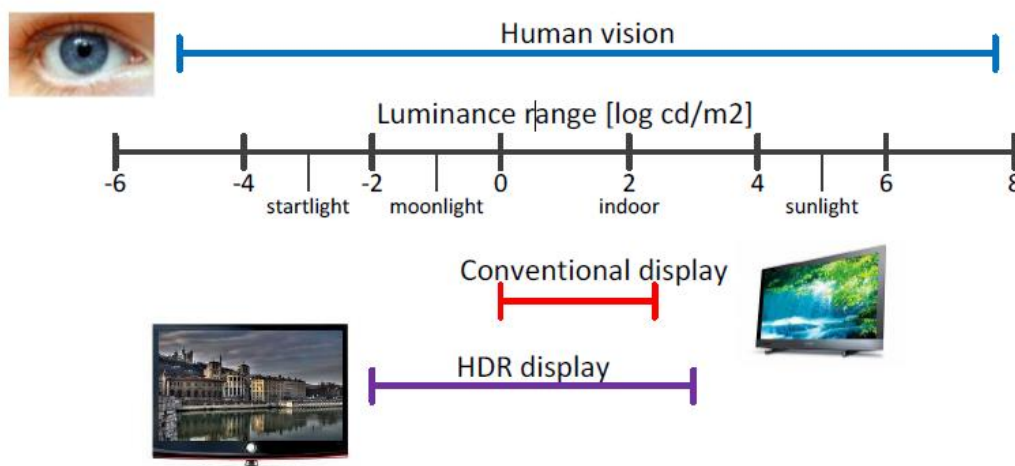 Human vision
Luminance range [log cd/m2]
-6 -4 -2 0 2 4 6 8
startlight moonlight indoor sunlight
Conventional display
HDR display